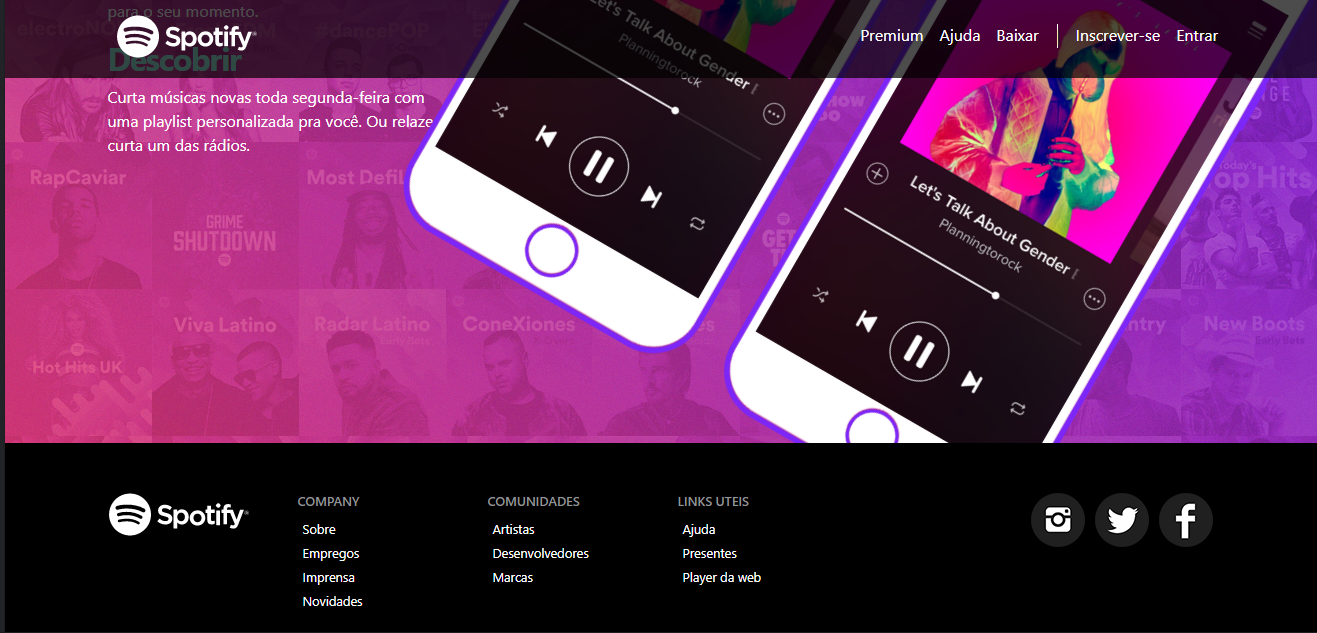 para o seu momento.
Spotify
Premium Ajuda Baixar Inscrever-se Entrar
#dancePOP
Descobrir
Curta músicas novas toda segunda-feira com
uma playlist personalizada pra você. Ou relaze
curta um das rádios.
Let's Talk About Gender
Planningtorock
Let's Talk About Gender
Planningtorock
RapCaviar
Most
GRIME
SHUTDOWN
Today's
Top Hits
Hot Hits UK
Viva Latino
Radar Latino
ConeXiones
New Boots
Spotify
COMPANY
Sobre
Empregos
Imprensa
Novidades
COMUNIDADES
Artistas
Desenvolvedores
Marcas
LINKS UTEIS
Ajuda
Presentes
Player da web